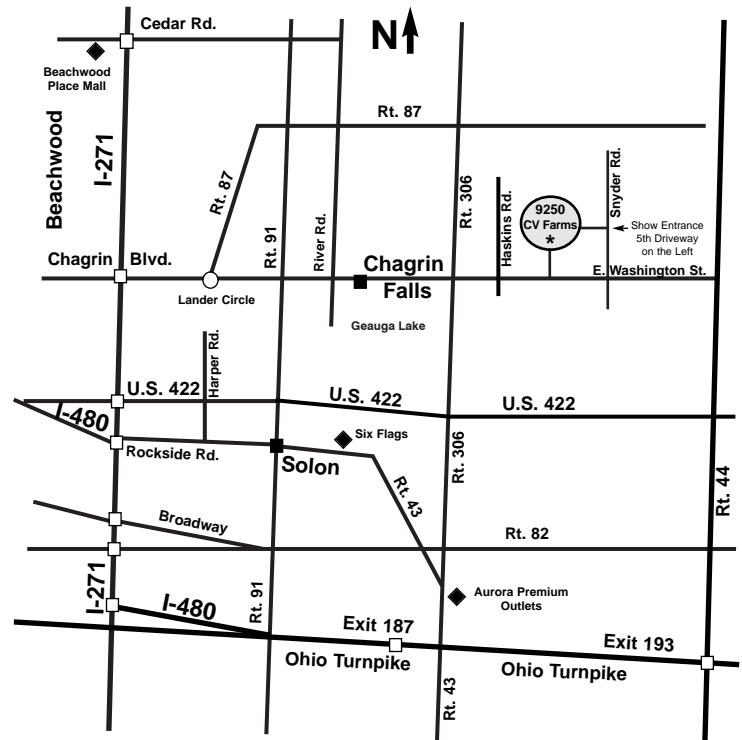 Cedar Rd.
N
Beachwood
Place Mall
Beachwood
I-271
Rt. 87
Rt. 87
Rt. 91
River Rd.
Rt. 306
Haskins Rd.
9250
CV Farms
*
Snyder Rd.
Show Entrance
5th Driveway
on the Left
Chagrin Blvd.
Lander Circle
Chagrin
Falls
E. Washington St.
Geauga Lake
Harper Rd.
U.S. 422
U.S. 422
U.S. 422
I-480
Rockside Rd.
Solon
Six Flags
Rt. 43
Rt. 306
Rt. 44
Broadway
Rt. 82
I-271
I-480
Rt. 91
Aurora Premium
Outlets
Exit 187
Ohio Turnpike
Exit 193
Ohio Turnpike
Rt. 43